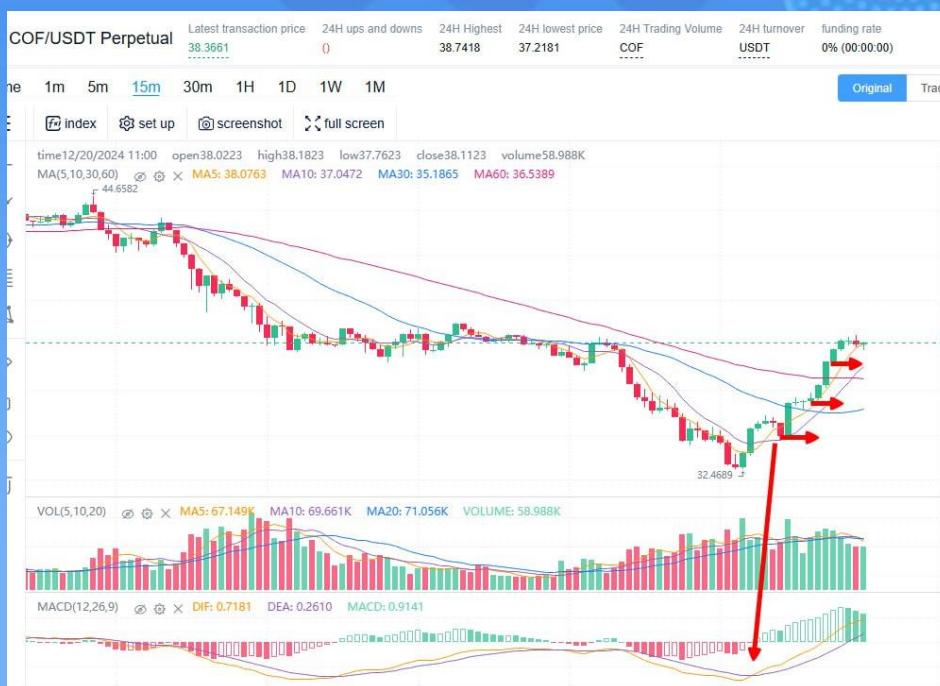 COF/USDT Perpetual
Latest transaction price 24H ups and downs 24H Highest 24H lowest price 24H Trading Volume 24H turnover funding rate
38.3661 () 38.7418 37.2181 COF USDT 0% (00:00:00)
1m 5m 15m 30m 1H 1D 1W 1M
Original
index set up screenshot full screen
time12/20/2024 11:00 open38.0223 high38.1823 low37.7623 close38.1123 volume58.988K
MA(5,10,30,60) MA5: 38.0763 MA10: 37.0472 MA30: 35.1865 MA60: 36.5389
44.6582
32.4689
VOL(5,10,20) MA5: 67.149K MA10: 69.661K MA20: 71.056K VOLUME: 58.988K
MACD(12,26,9) DIF: 0.7181 DEA: 0.2610 MACD: 0.9141